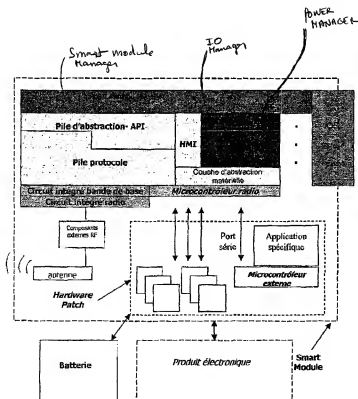 Smart module
Manager
IO
Manager
POWER
MANAGER
Pile d'abstraction- API
HMI
Pile protocole
Couche d'abstraction
matérielle
Circuit intégré bande de base
Microcontrôleur radio
Circuit intégré radio
Composants
externes RF
Port
série
Application
spécifique
antenne
Microcontrôleur
externe
Hardware
Patch
Batterie
Produit électronique
Smart
Module